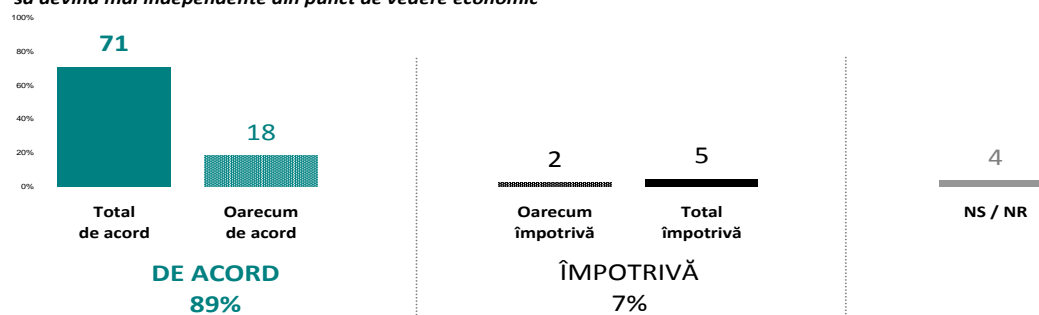 să devină mai independente din punct de vedere economic
100%
80%
60%
40%
20%
0%
71
18
2
5
4
Total
de acord
Oarecum
de acord
Oarecum
împotrivă
Total
împotrivă
NS / NR
DE ACORD
89%
ÎMPOTRIVĂ
7%